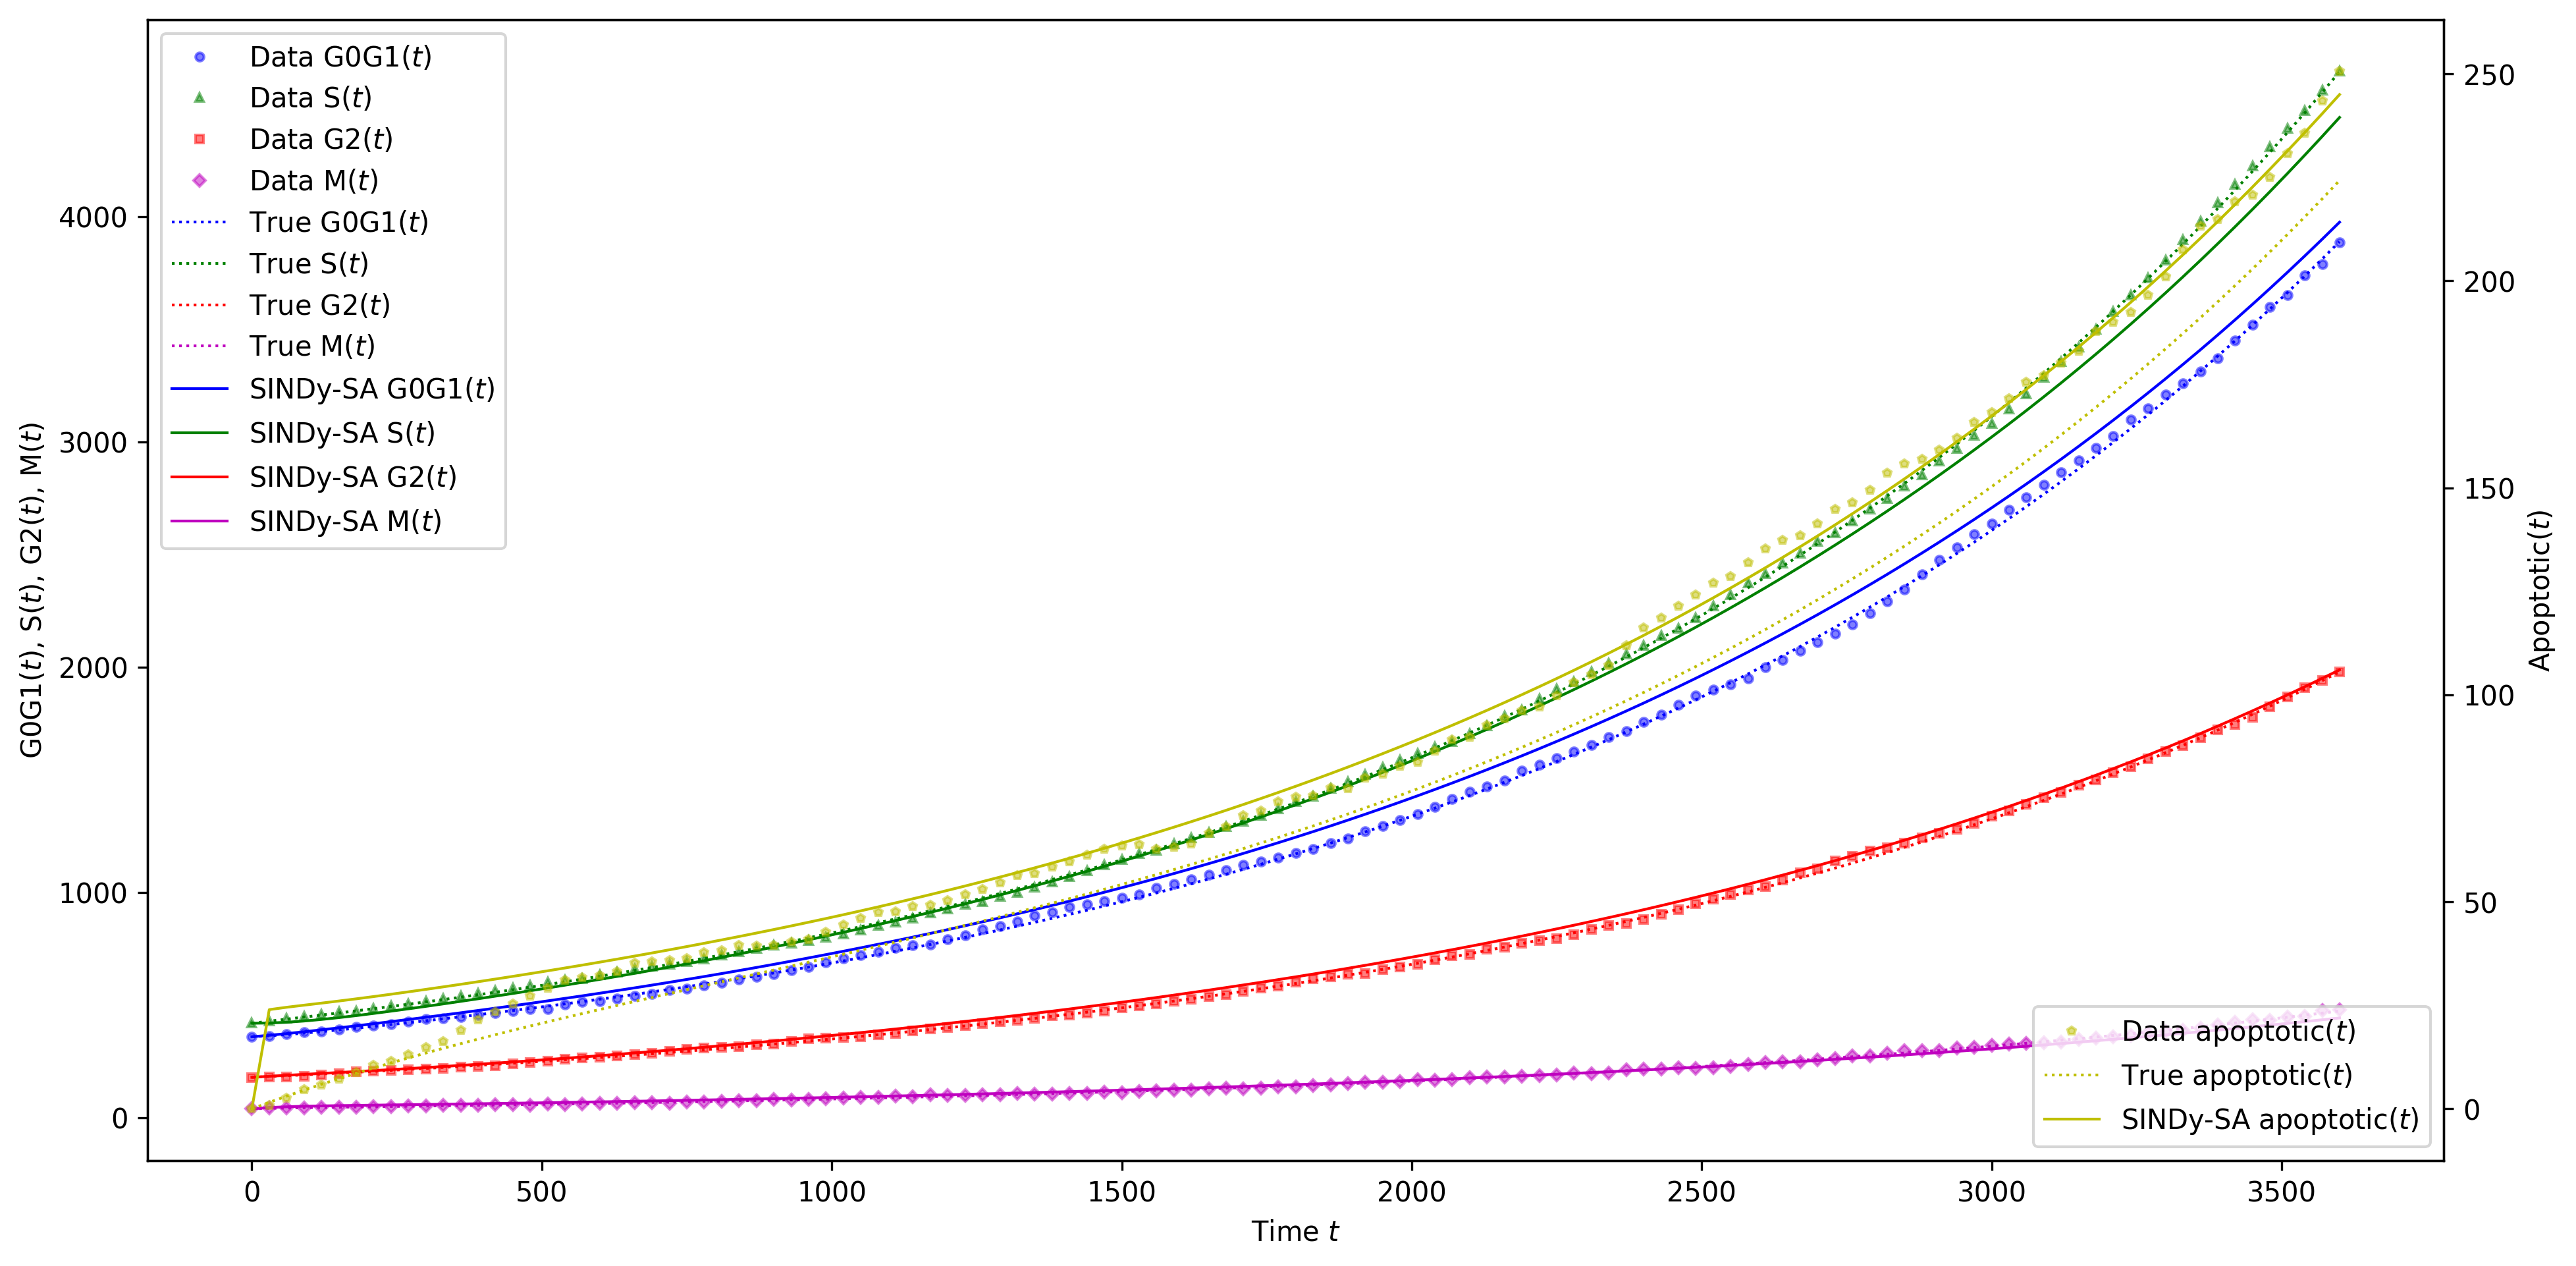 Data G0G1(t)
Data S(t)
Data G2(t)
Data M(t)
True G0G1(t)
True S(t)
True G2(t)
True M(t)
SINDy-SA G0G1(t)
SINDy-SA S(t)
SINDy-SA G2(t)
SINDy-SA M(t)
G0G1(t), S(t), G2(t), M(t)
4000
3000
2000
1000
0
250
200
150
100
50
0
Apoptotic(t)
Data apoptotic(t)
True apoptotic(t)
SINDy-SA apoptotic(t)
0 500 1000 1500 2000 2500 3000 3500
Time t